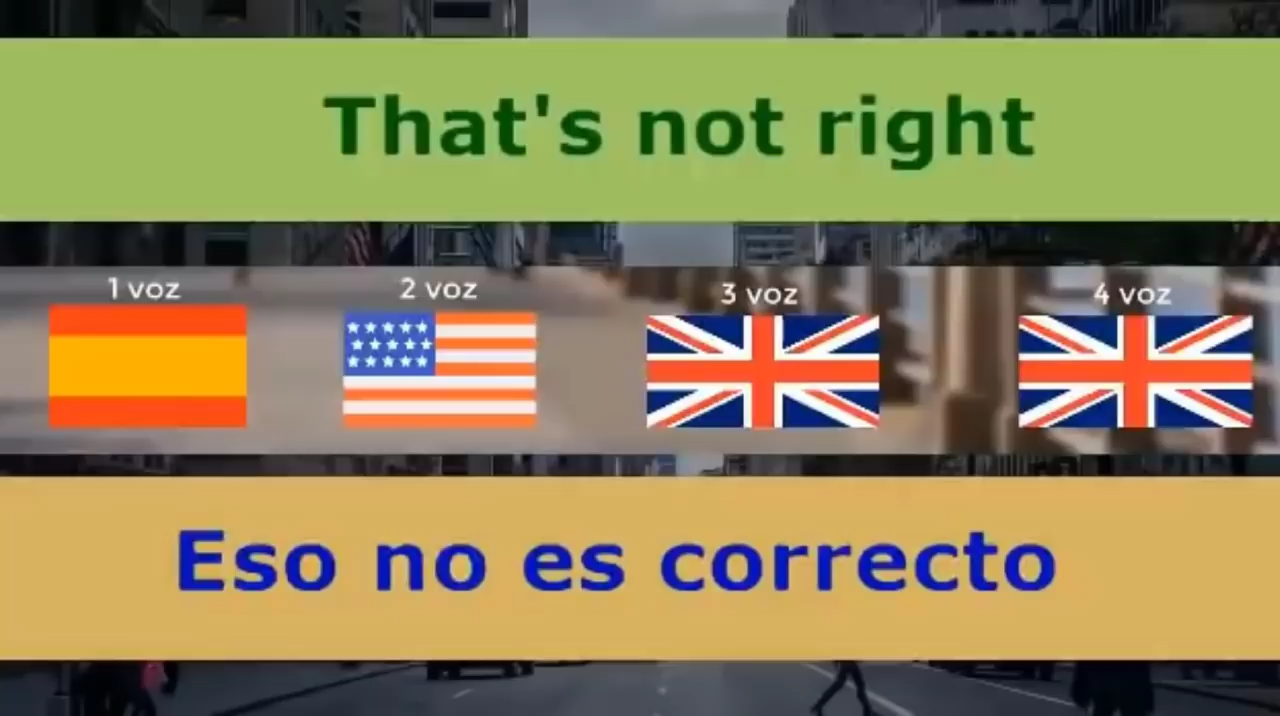 That's not right
1 voz
2 voz
3 voz
4 voz
Eso no es correcto